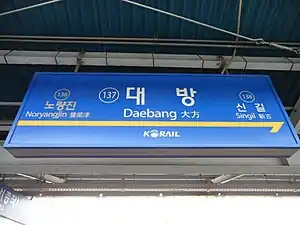 136
노량진
Noryangjin 鷺梁津
137
대 방
Daebang 大方
138
신 길
Singil 新吉
KORAIL